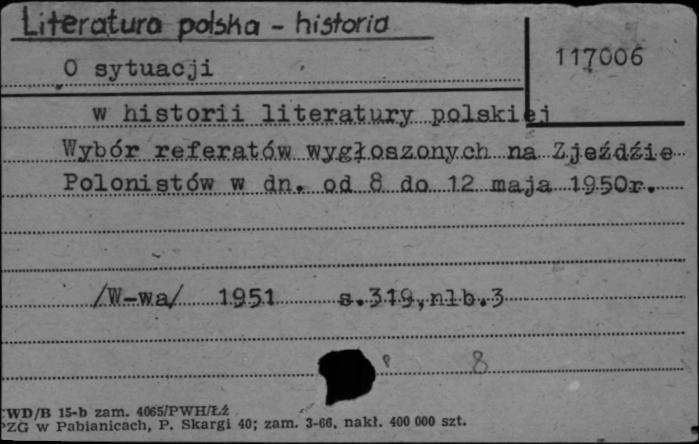 Literatura polska - historia
117006
O sytuacji
w historii literatury polskiej
Wybór referatów wygłoszonych na Zjeździe
Polonistów w dn. od 8 do 12 maja 1950r.
/W-wa/ 1951 s.319, nlb.3
8
WD/B 15-b zam. 4065/PWH/Łź
PZG w Pabianicach, P. Skargi 40; zam. 3-66. nakł. 400 000 szt.